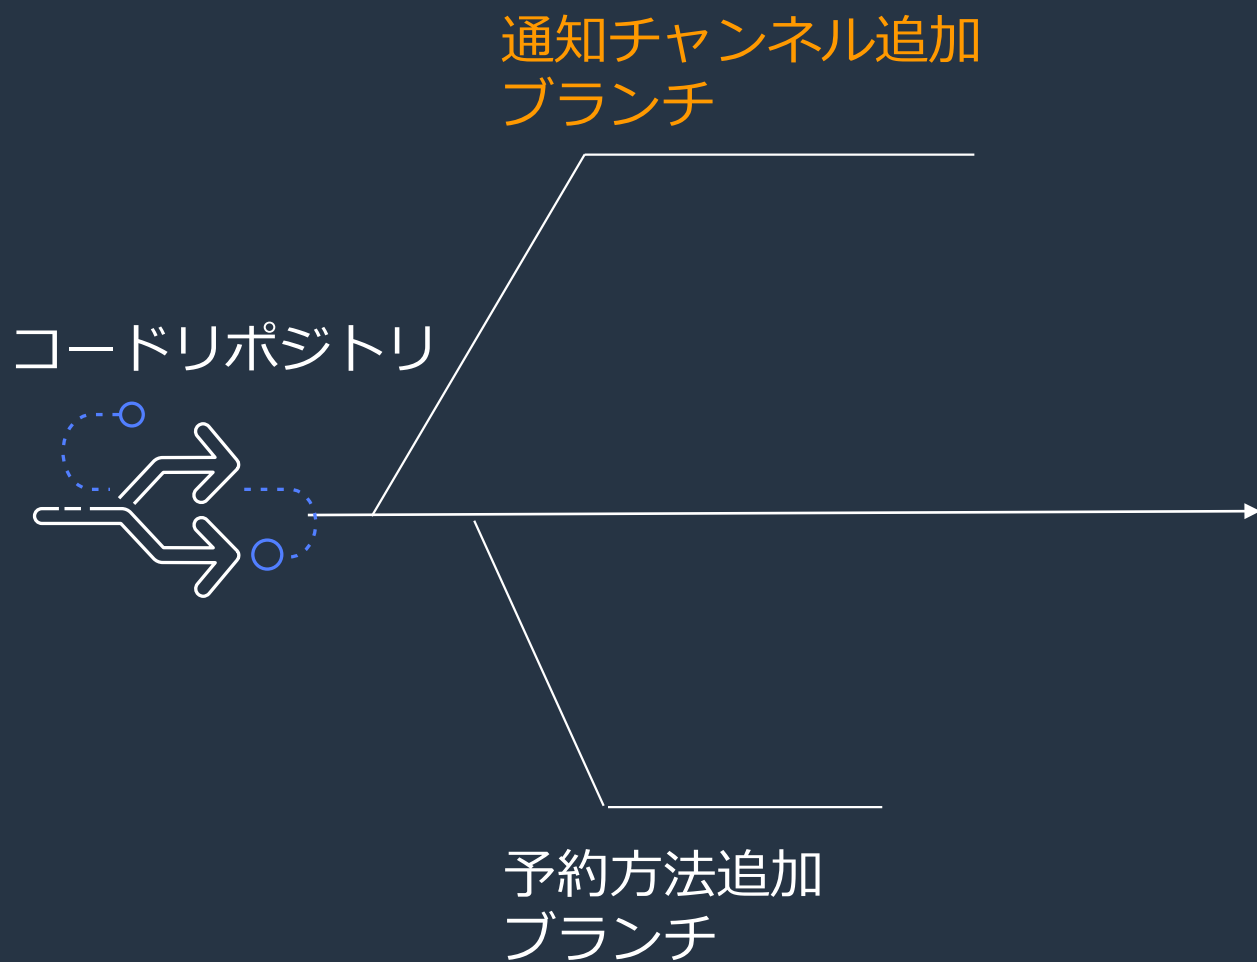 通知チャンネル追加
ブランチ
コードリポジトリ
予約方法追加
ブランチ